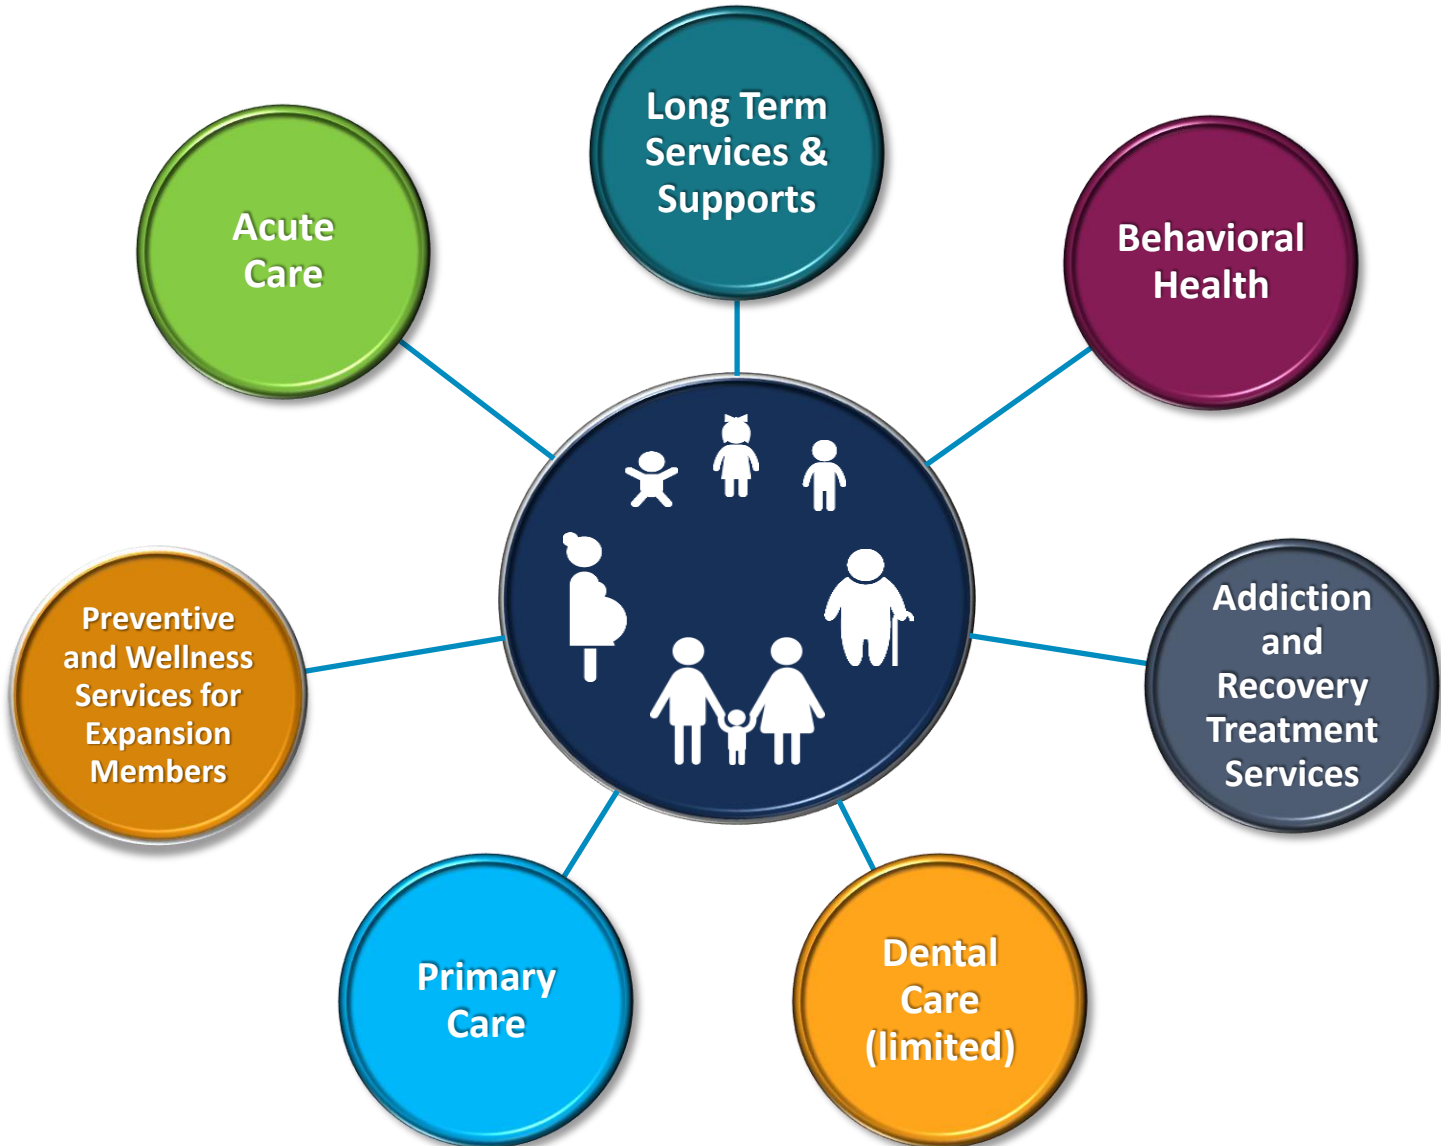 Long Term
Services &
Supports
Acute
Care
Behavioral
Health
Preventive
and Wellness
Services for
Expansion
Members
Addiction
and
Recovery
Treatment
Services
Primary
Care
Dental
Care
(limited)